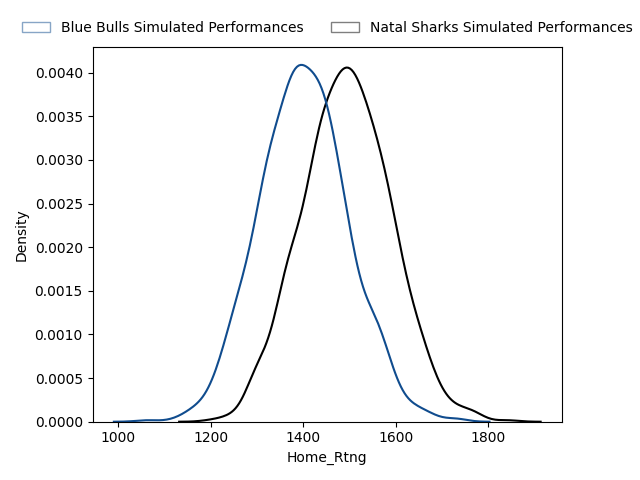 Blue Bulls Simulated Performances Natal Sharks Simulated Performances
0.0040
0.0035
0.0030
0.0025
0.0020
0.0015
0.0010
0.0005
0.0000
Density
1000 1200 1400 1600 1800
Home_Rtng